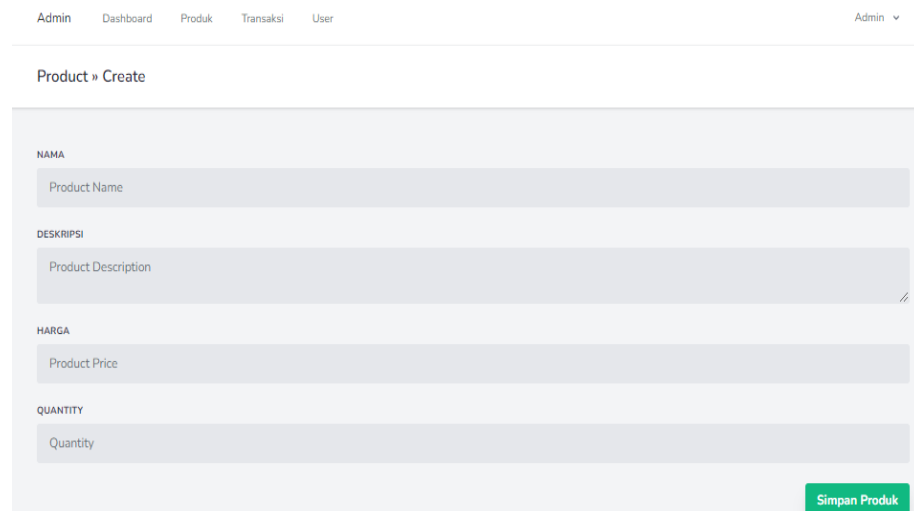 Admin Dashboard Produk Transaksi User Admin
Product » Create
NAMA
Product Name
DESKRIPSI
Product Description
HARGA
Product Price
QUANTITY
Quantity
Simpan Produk